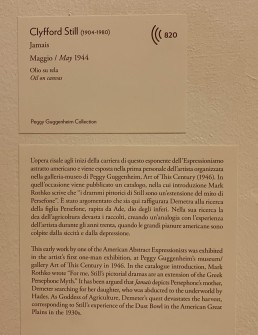 Clyfford Still (1904-1980)
820
Jamais
Maggio / May 1944
Olio su tela
Oil on canvas
Peggy Guggenheim Collection
L'opera risale agli inizi della carriera di questo esponente dell'Espressionismo
astratto americano e viene esposta nella prima personale dell'artista organizzata
nella galleria-museo di Peggy Guggenheim, Art of This Century (1946). In
quell'occasione viene pubblicato un catalogo, nella cui introduzione Mark
Rothko scrive che "i drammi pittorici di Still sono un'estensione del mito di
Persefone". È stato argomentato che sia qui raffigurata Demetra alla ricerca
della figlia Persefone, rapita da Ade, dio degli inferi. Nella sua ricerca la
dea dell'agricoltura devasta i raccolti, creando un'analogia con l'esperienza
dell'artista durante gli anni trenta, quando le grandi pianure americane sono
colpite dalla siccità e dalla depressione.
This early work by one of the American Abstract Expressionists was exhibited
in the artist's first one-man exhibition, at Peggy Guggenheim's museum/
gallery Art of This Century in 1946. In the catalogue introduction, Mark
Rothko wrote "For me, Still's pictorial dramas are an extension of the Greek
Persephone Myth." It has been argued that Jamais depicts Persephone's mother,
Demeter searching for her daughter, who was abducted to the underworld by
Hades. As Goddess of Agriculture, Demeter's quest devastates the harvest,
corresponding to Still's experience of the Dust Bowl in the American Great
Plains in the 1930s.